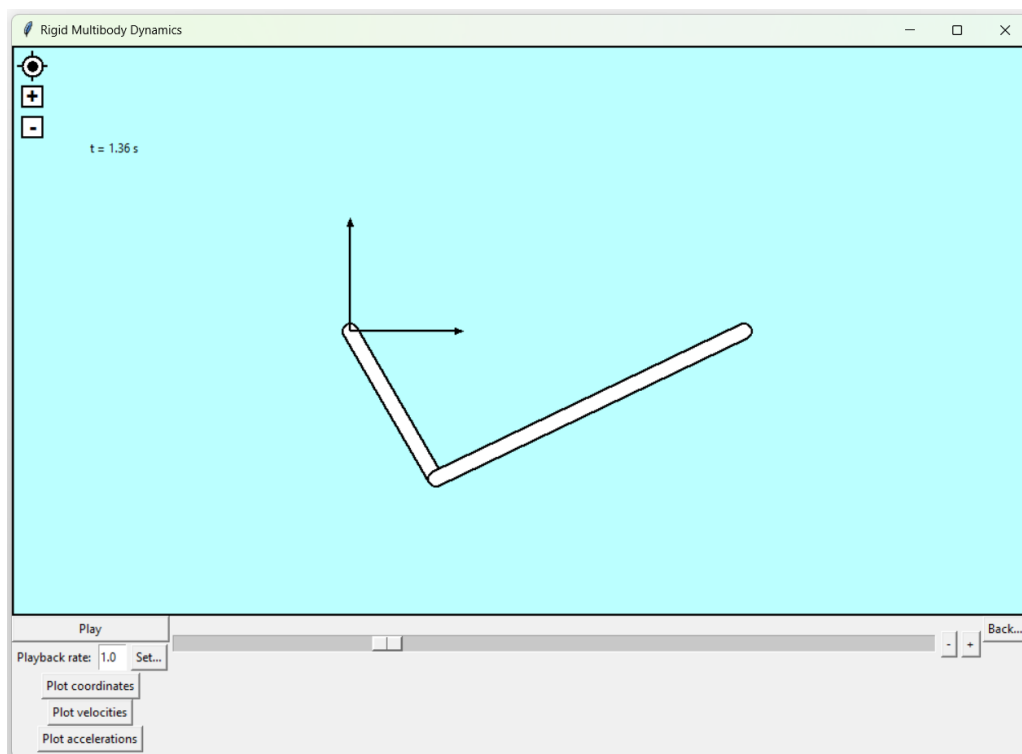 Rigid Multibody Dynamics
+
-
t = 1.36 s
Play
Back...
- +
Playback rate: 1.0 Set...
Plot coordinates
Plot velocities
Plot accelerations